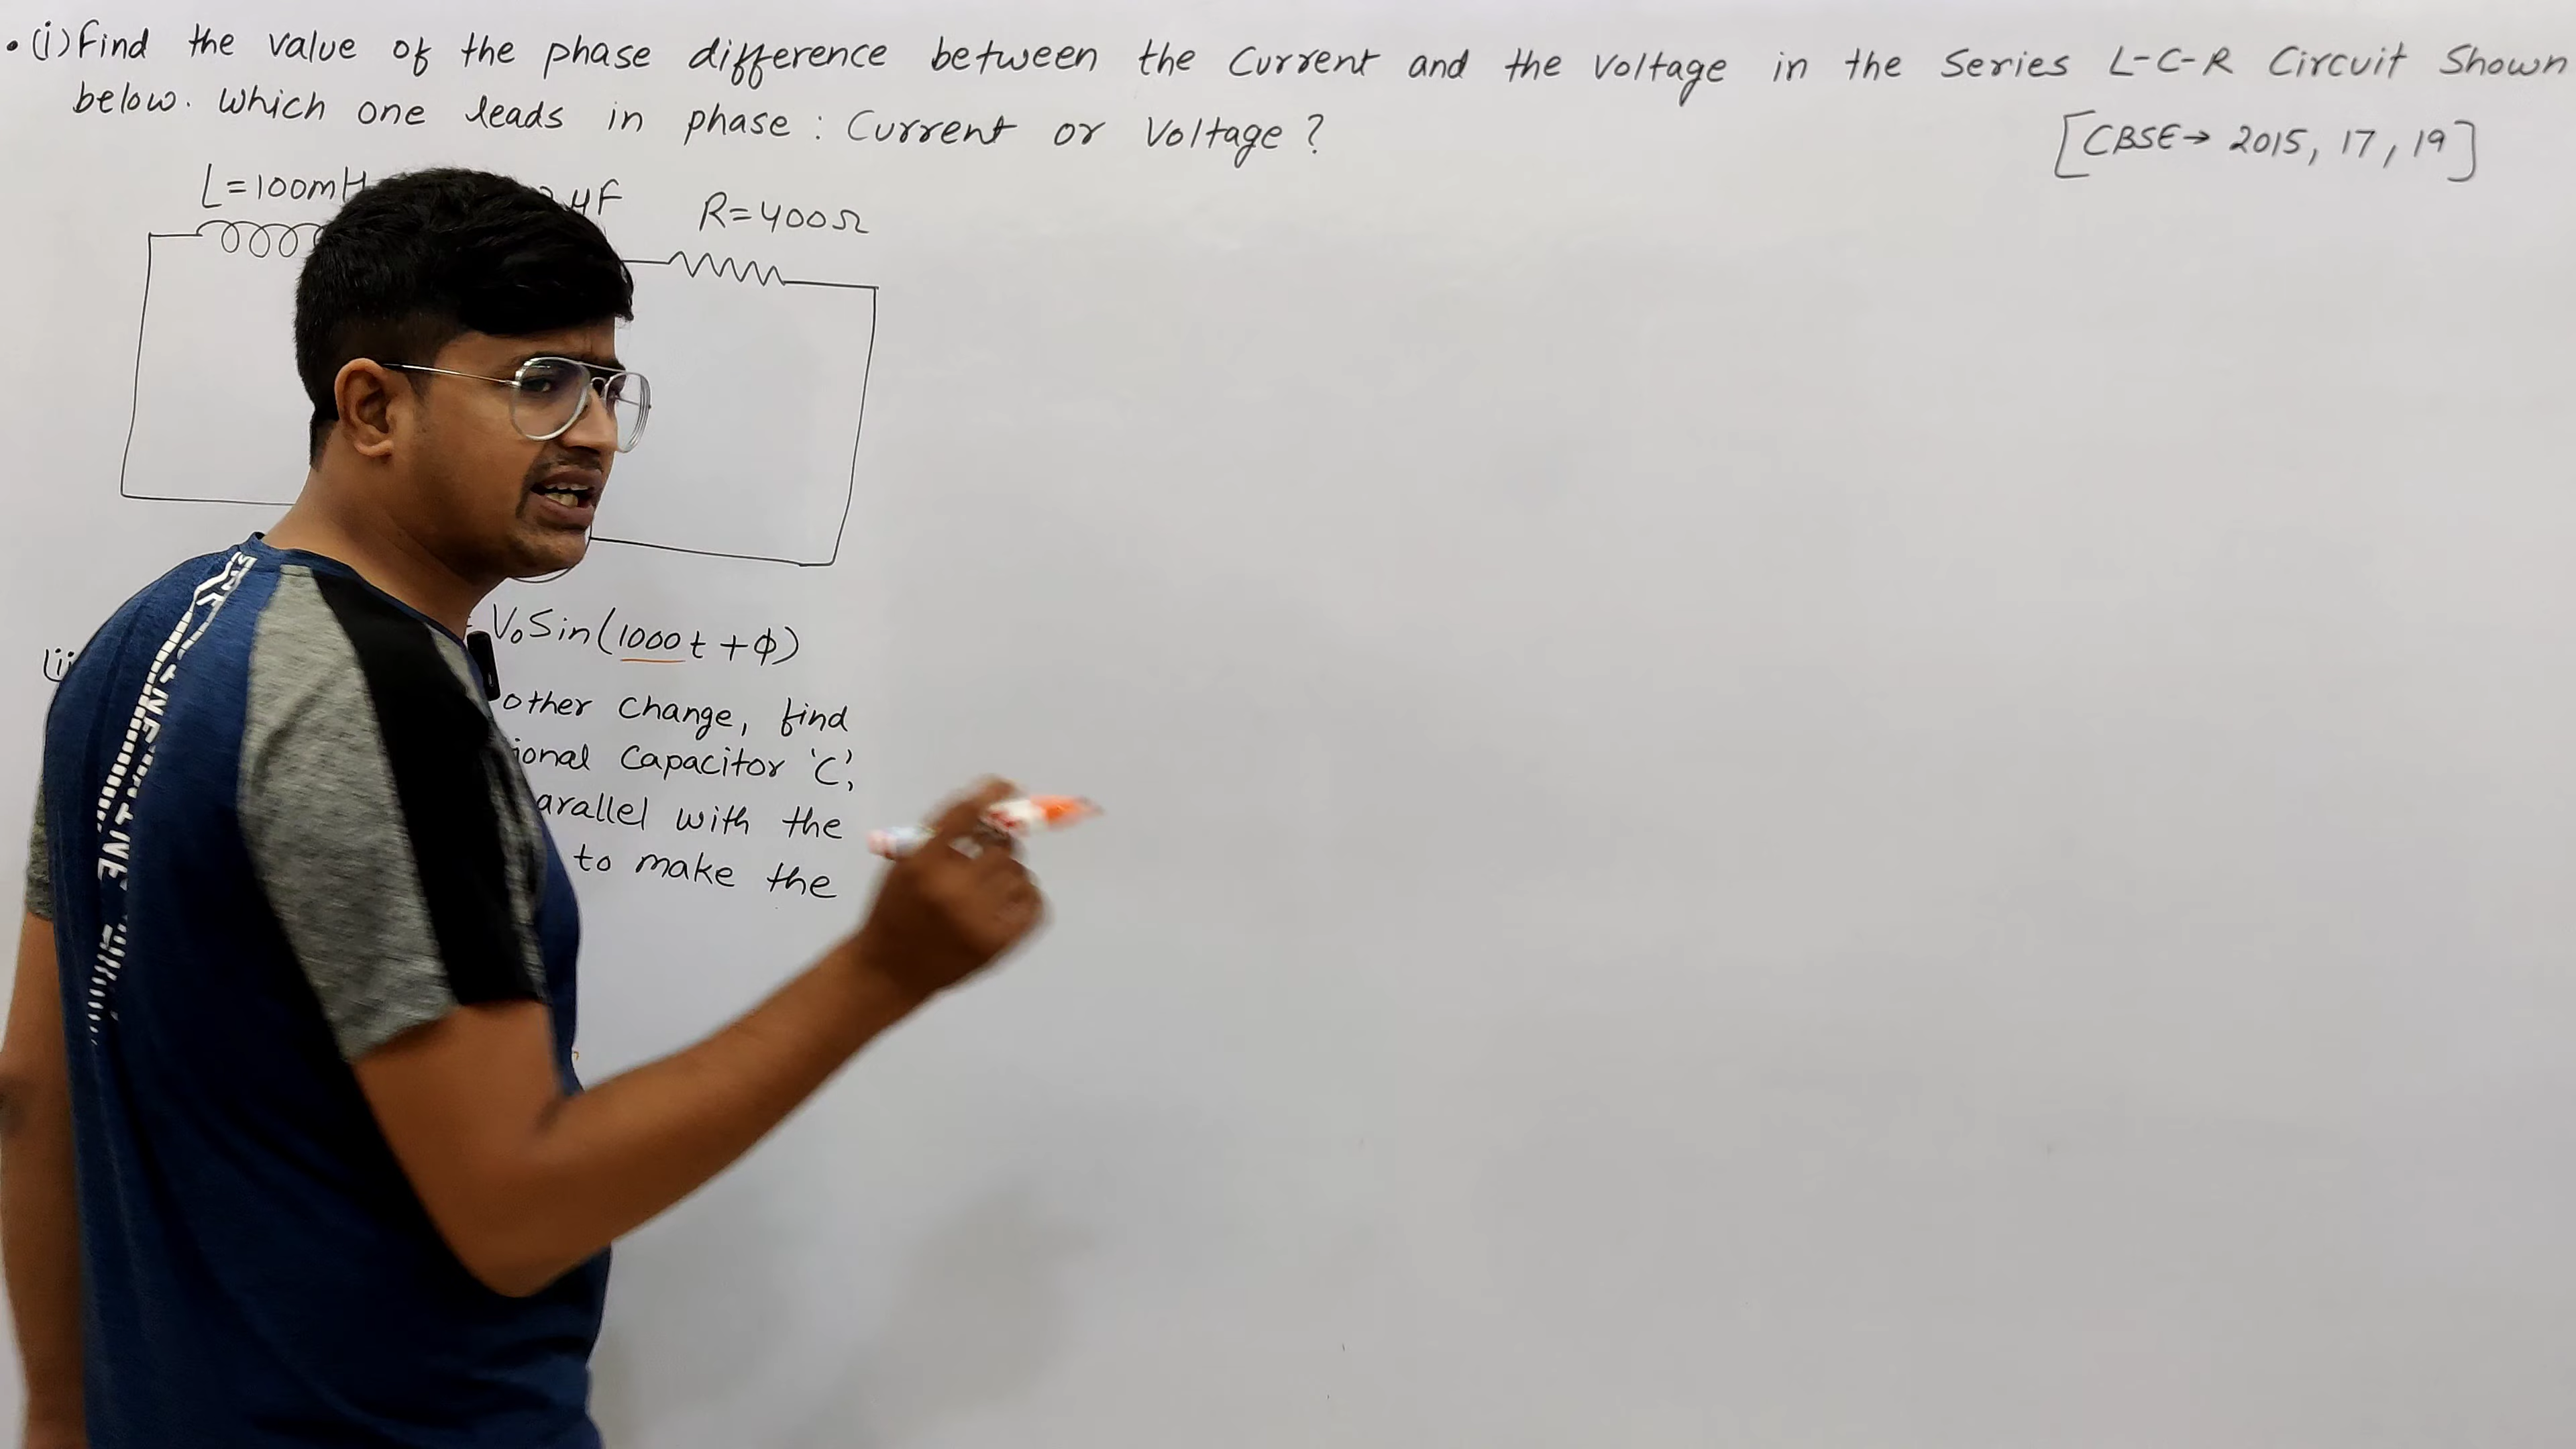 • (i) Find the value of the phase difference between the Current and the Voltage in the Series L-C-R Circuit Shown
below. Which one leads in phase : Current or Voltage ?
[CBSE→ 2015, 17, 19]
L=100mH
μF
R=400Ω
V₀Sin(1000t+φ)
other Change, find
Capacitor 'C',
with the
to make the